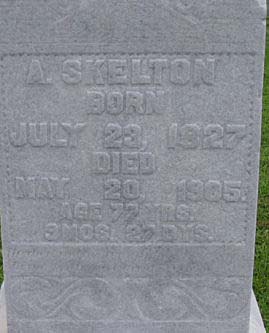 A. SKELTON
BORN
JULY 23, 1827
DIED
MAY 20, 1905.
AGE 77 YRS.
9 MOS. 27 DYS.